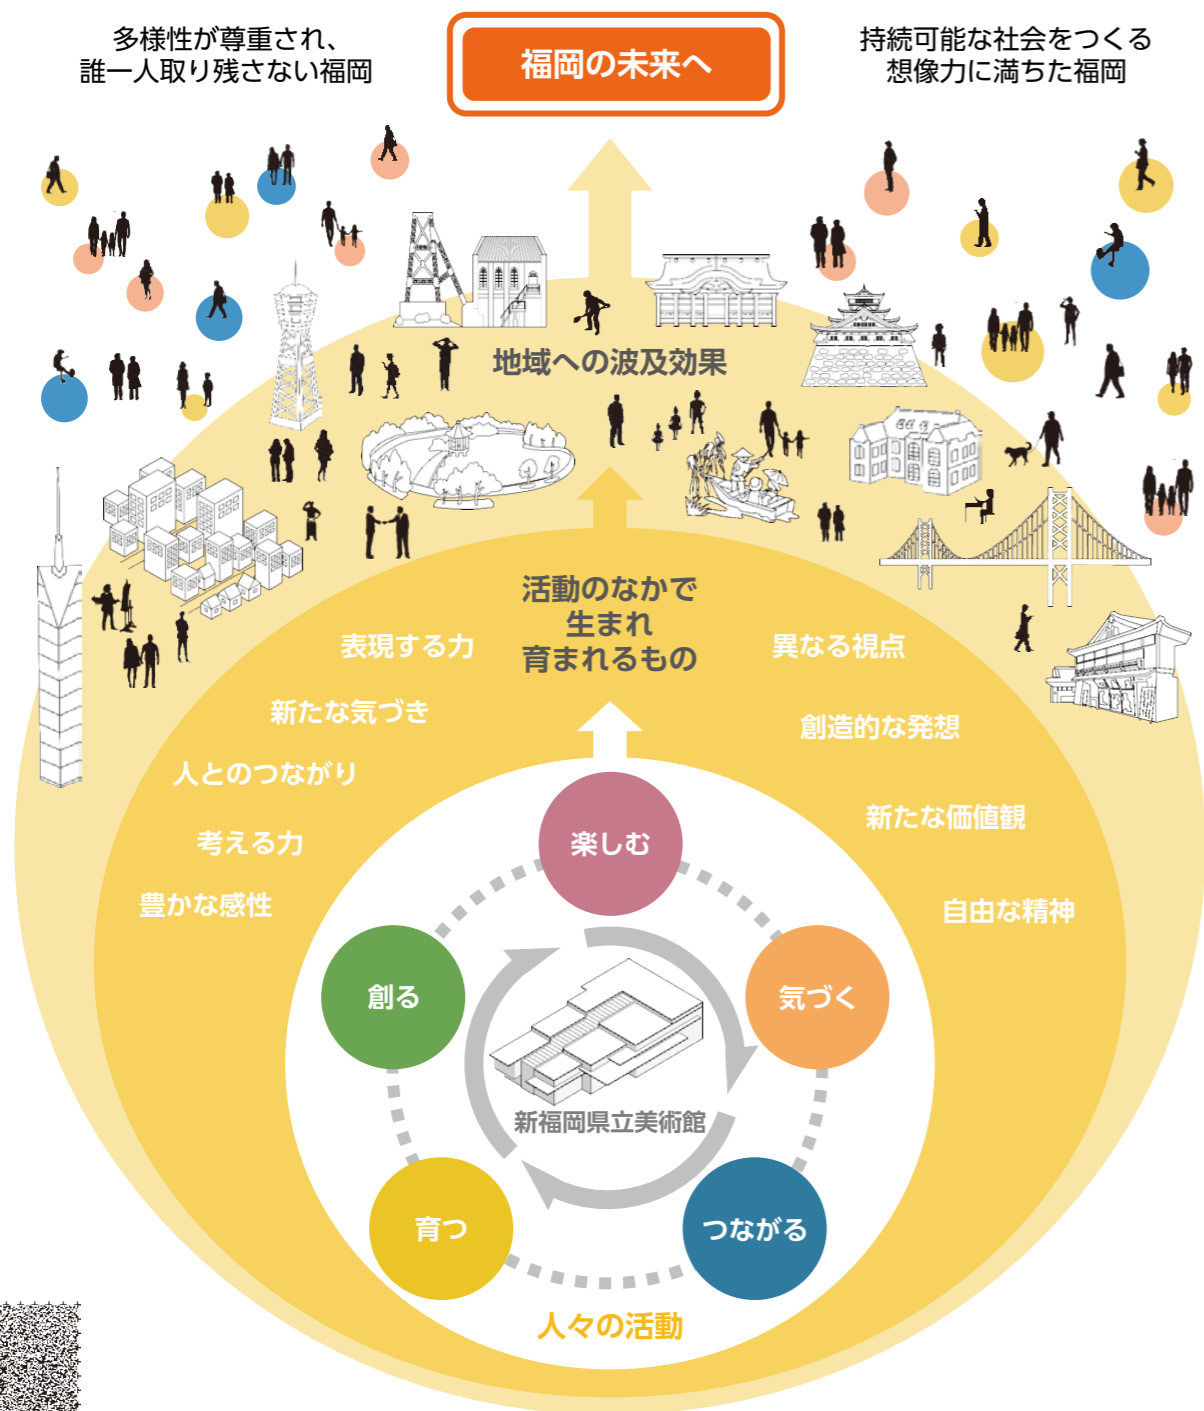 多様性が尊重され、
誰一人取り残さない福岡
福岡の未来へ
持続可能な社会をつくる
想像力に満ちた福岡
地域への波及効果
活動のなかで
生まれ
育まれるもの
表現する力
新たな気づき
人とのつながり
考える力
豊かな感性
異なる視点
創造的な発想
新たな価値観
自由な精神
楽しむ
創る
気づく
新福岡県立美術館
育つ
つながる
人々の活動